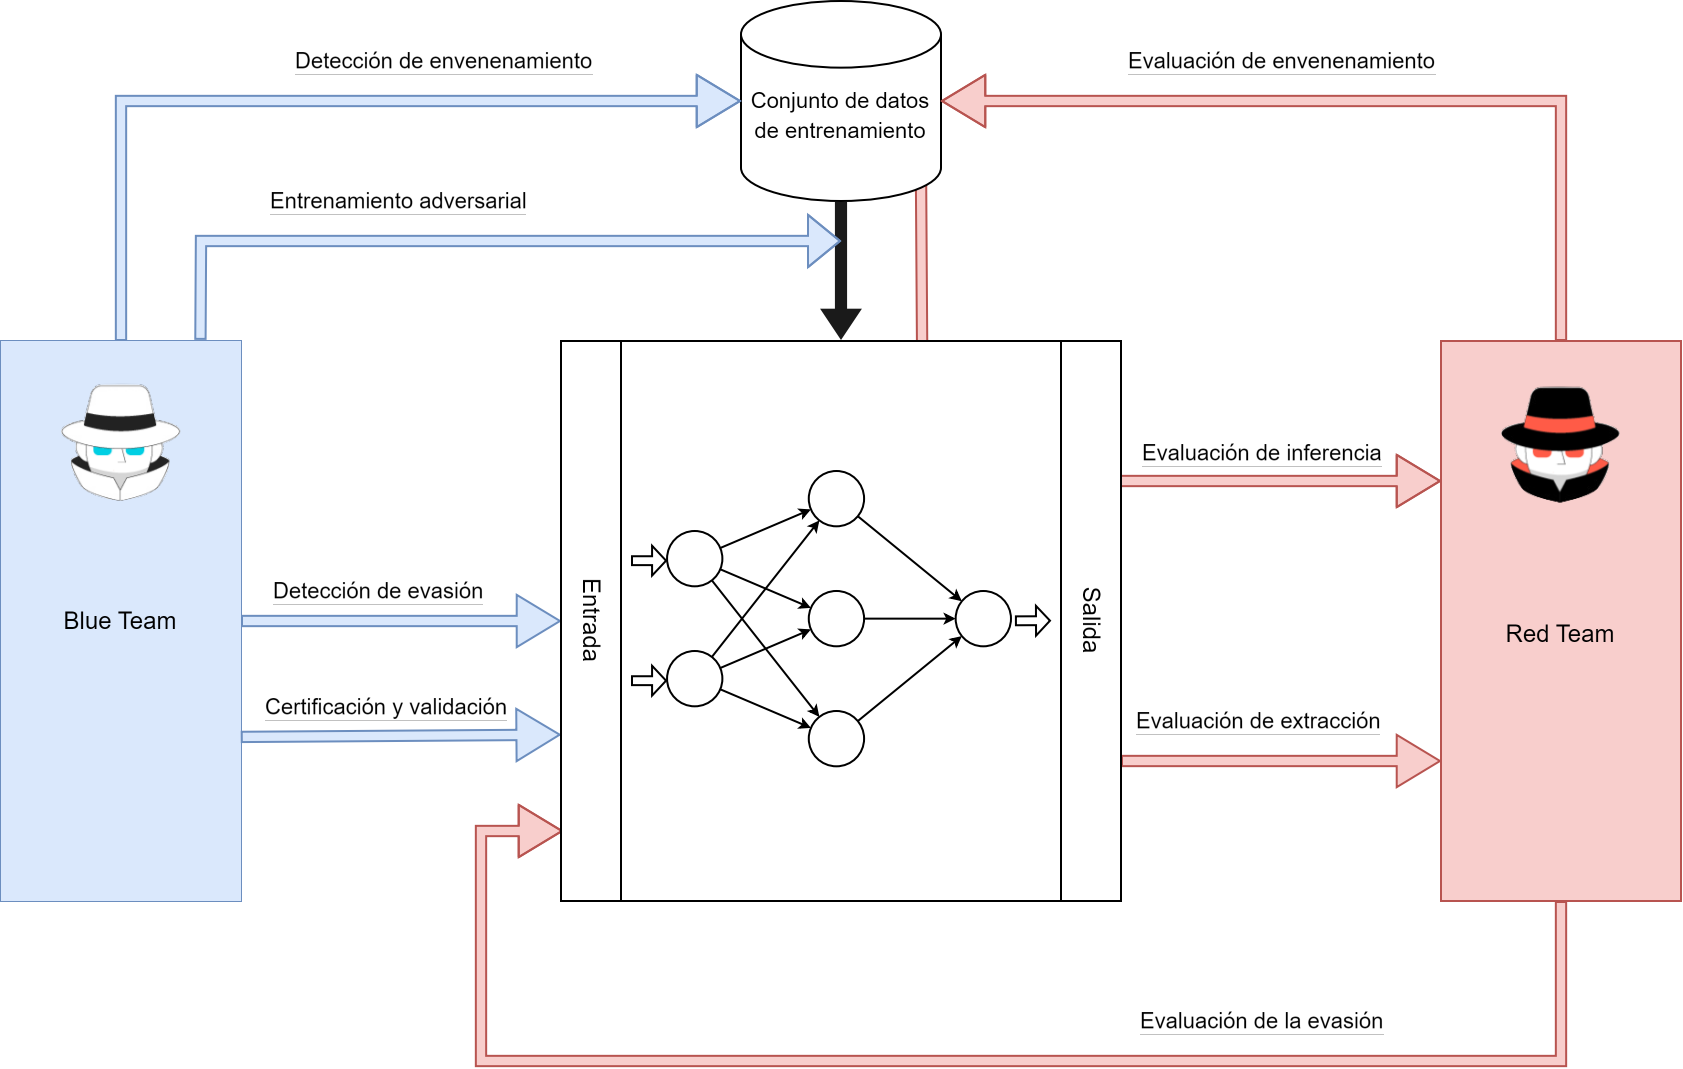 Detección de envenenamiento
Evaluación de envenenamiento
Conjunto de datos
de entrenamiento
Entrenamiento adversarial
Evaluación de inferencia
Detección de evasión
Entrada
Salida
Blue Team
Red Team
Certificación y validación
Evaluación de extracción
Evaluación de la evasión